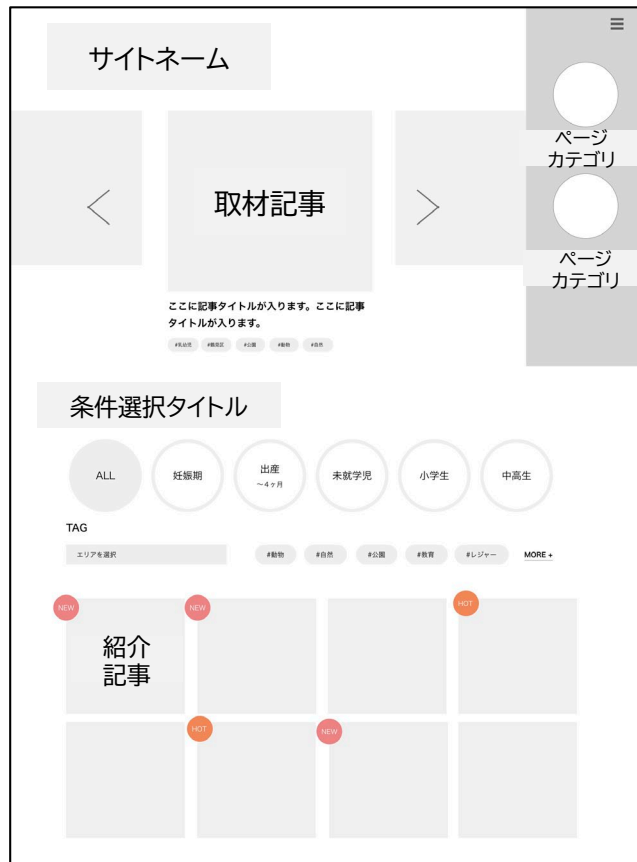 サイトネーム
ページ
カテゴリ
ページ
カテゴリ
取材記事
ここに記事タイトルが入ります。ここに記事
タイトルが入ります。
#乳幼児 #鶴見区 #公園 #動物 #自然
条件選択タイトル
ALL
妊娠期
出産
～4ヶ月
未就学児
小学生
中高生
TAG
エリアを選択
#動物 #自然 #公園 #教育 #レジャー MORE +
NEW
NEW
HOT
紹介
記事
HOT
NEW